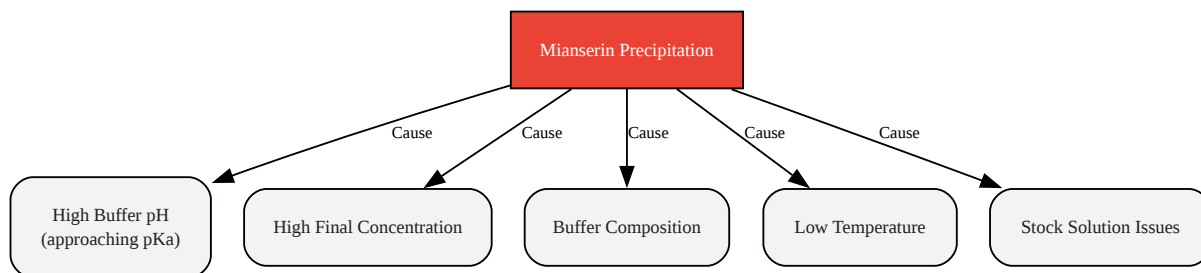 Mianserin Precipitation
Cause
Cause
Cause
Cause
Cause
High Buffer pH
(approaching pKa)
High Final Concentration
Buffer Composition
Low Temperature
Stock Solution Issues